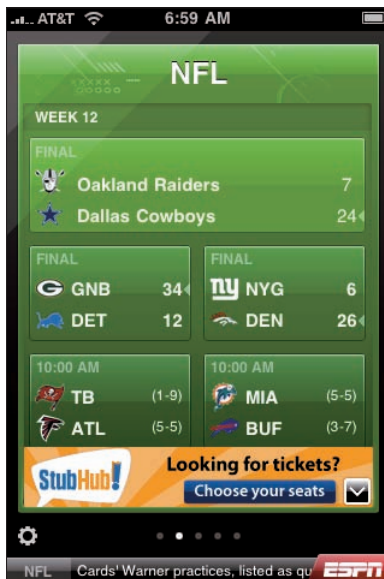 AT&T 6:59 AM
NFL
WEEK 12
FINAL
Oakland Raiders 7
Dallas Cowboys 24
FINAL
GNB 34
DET 12
FINAL
ny NYG 6
DEN 26
10:00 AM
TB (1-9)
ATL (5-5)
10:00 AM
MIA (5-5)
BUF (3-7)
StubHub!
Looking for tickets?
Choose your seats
NFL Cards' Warner practices, listed as qu ESPN